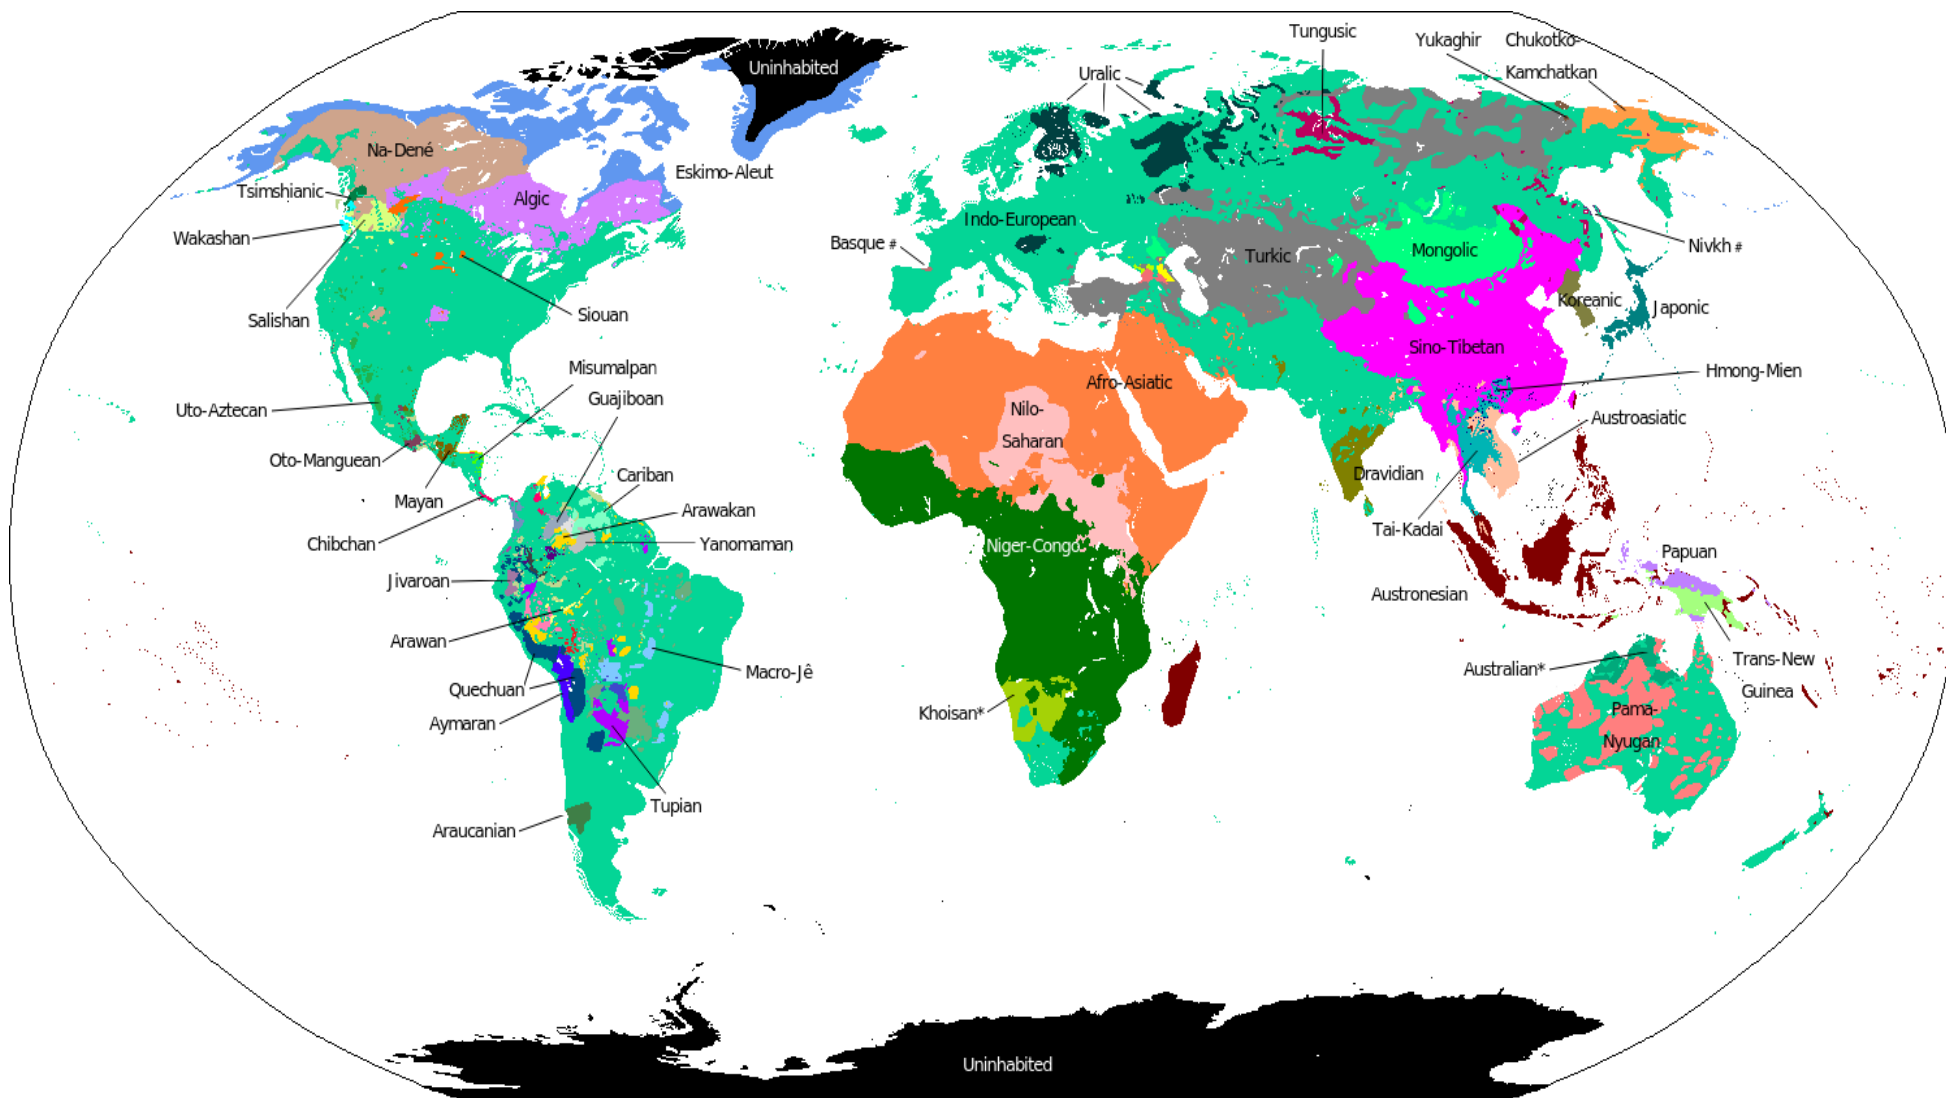 Uninhabited
Tungusic
Yukaghir
Chukotko-
Kamchatkan
Uralic
Na-Dené
Eskimo-Aleut
Tsimshianic
Algic
Wakashan
Indo-European
Basque #
Turkic
Mongolic
Nivkh #
Salishan
Siouan
Koreanic
Japonic
Sino-Tibetan
Misumalpan
Guajiboan
Afro-Asiatic
Hmong-Mien
Uto-Aztecan
Nilo-
Saharan
Austroasiatic
Oto-Manguean
Mayan
Cariban
Dravidian
Chibchan
Arawakan
Yanomaman
Niger-Congo
Tai-Kadai
Papuan
Jivaroan
Austronesian
Arawan
Macro-Jê
Quechuan
Aymaran
Khoisan*
Australian*
Trans-New
Guinea
Pama-
Nyugan
Tupian
Araucanian
Uninhabited